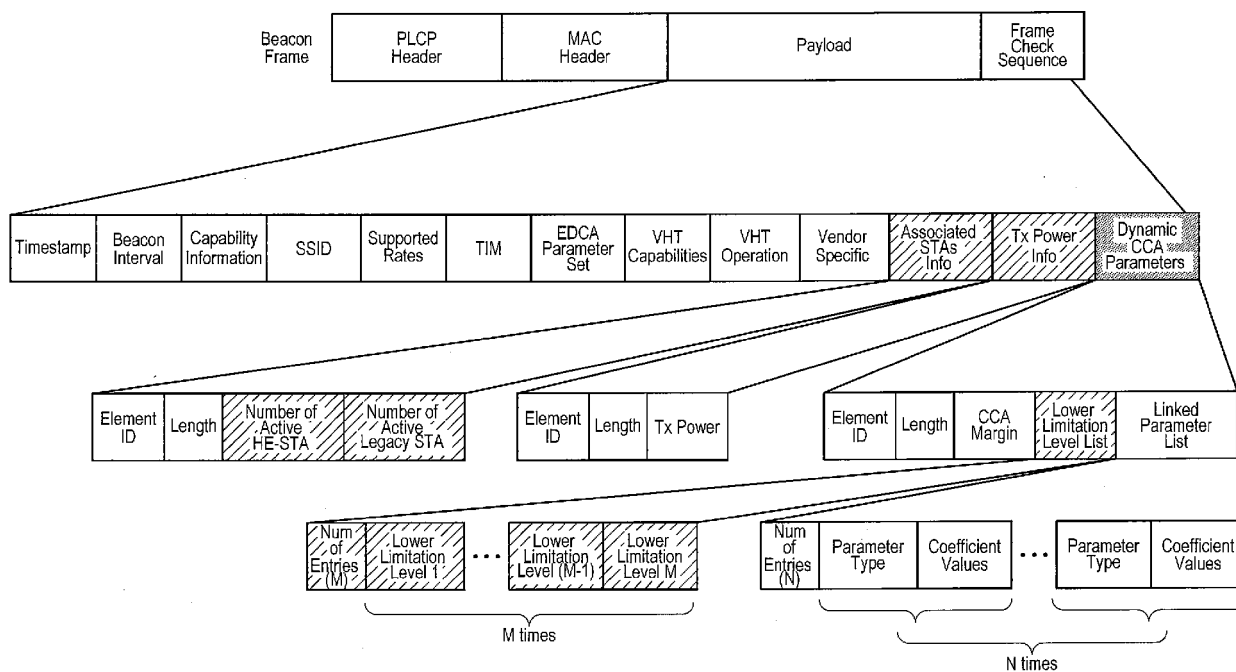 Beacon
Frame
PLCP
Header
MAC
Header
Payload
Frame
Check
Sequence
Timestamp
Beacon
Interval
Capability
Information
SSID
Supported
Rates
TIM
EDCA
Parameter
Set
VHT
Capabilities
VHT
Operation
Vendor
Specific
Associated
STAs
Info
Tx Power
Info
Dynamic
CCA
Parameters
Element
ID
Length
Number of
Active
HE-STA
Number of
Active
Legacy STA
Element
ID
Length
Tx Power
Element
ID
Length
CCA
Margin
Lower
Limitation
Level List
Linked
Parameter
List
Num
of
Entries
(M)
Lower
Limitation
Level 1
•••
Lower
Limitation
Level (M-1)
Lower
Limitation
Level M
M times
Num
of
Entries
(N)
Parameter
Type
Coefficient
Values
•••
Parameter
Type
Coefficient
Values
N times